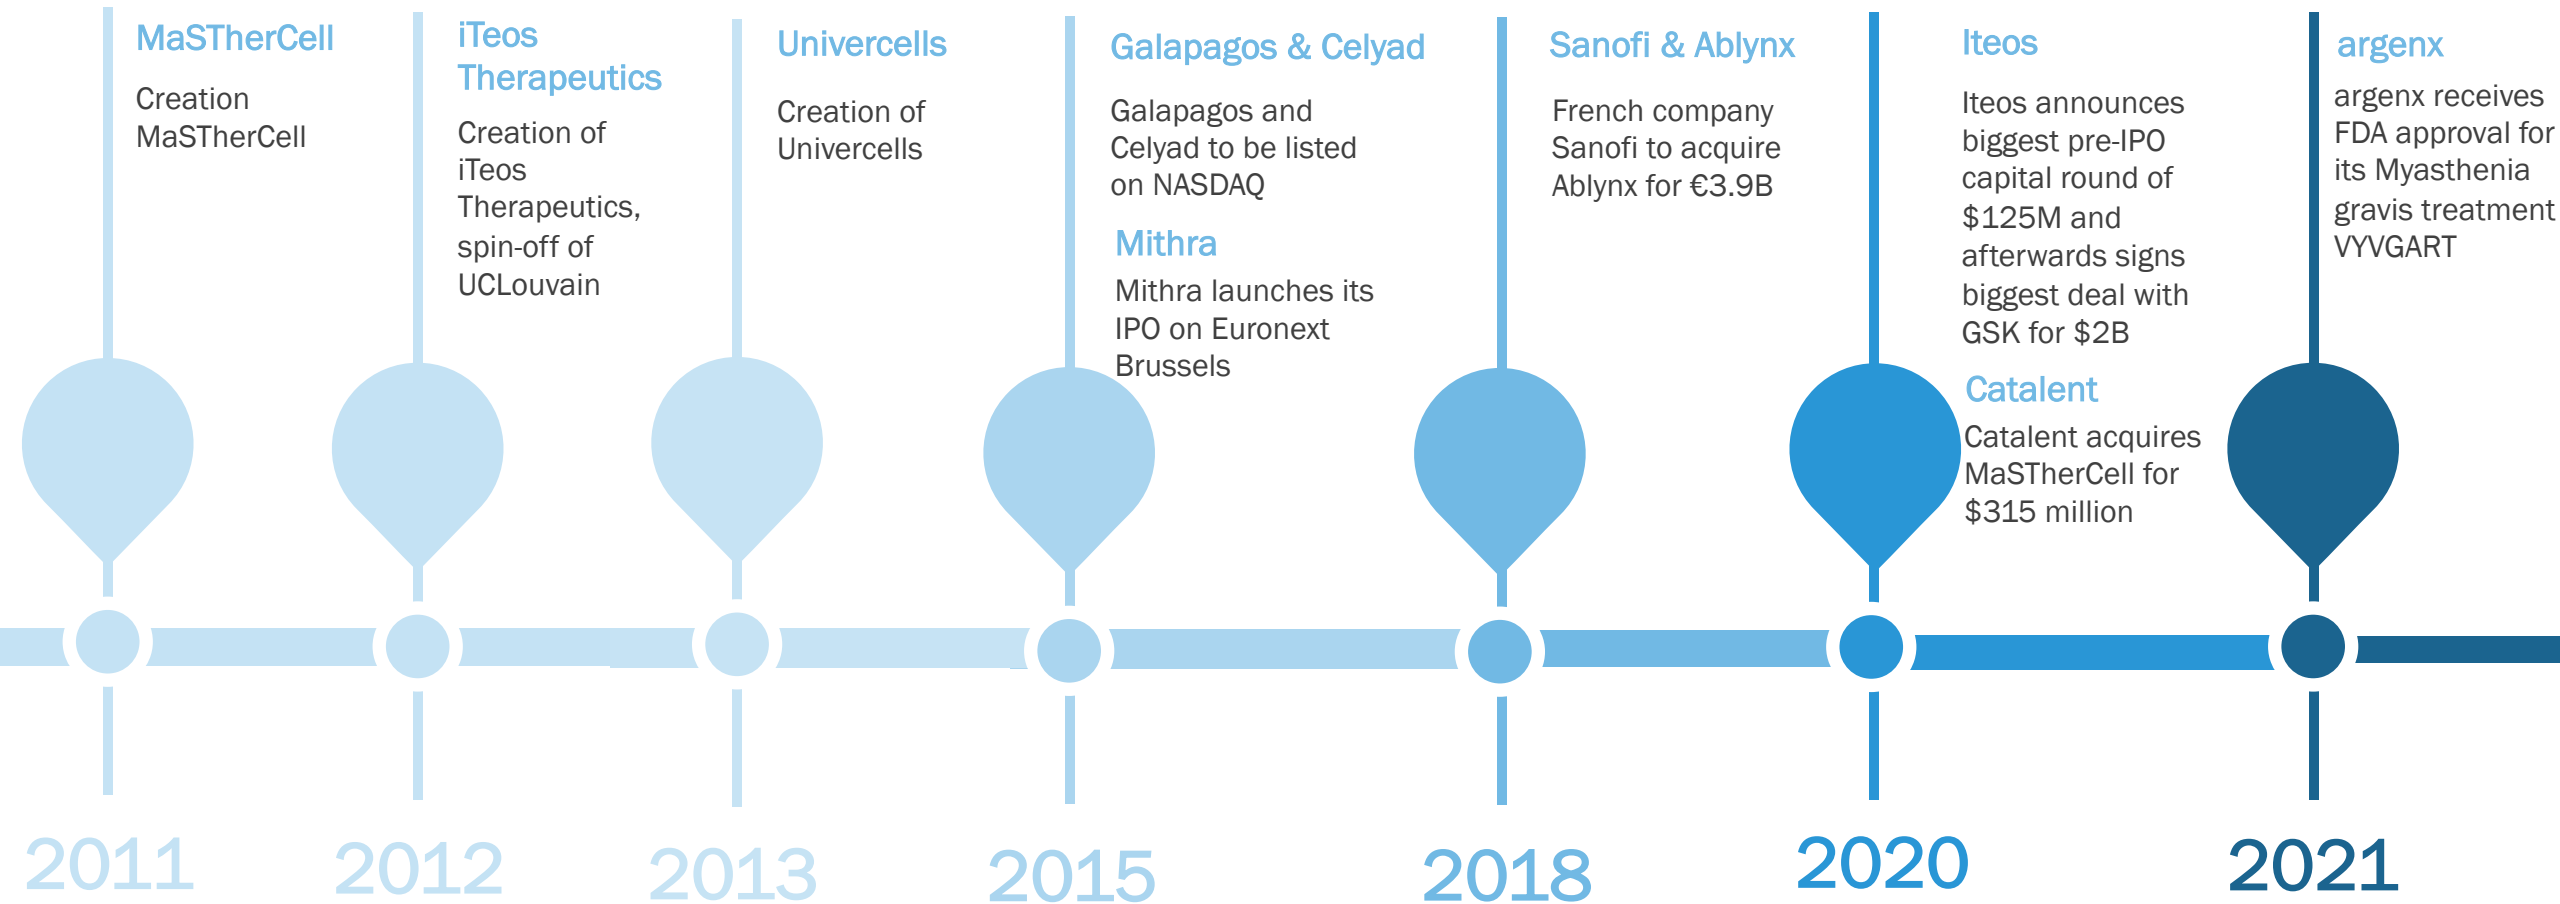 MaSTherCell
Creation
MaSTherCell
iTeos
Therapeutics
Creation of
iTeos
Therapeutics,
spin-off of
UCLouvain
Univercells
Creation of
Univercells
Galapagos & Celyad
Galapagos and
Celyad to be listed
on NASDAQ
Mithra
Mithra launches its
IPO on Euronext
Brussels
Sanofi & Ablynx
French company
Sanofi to acquire
Ablynx for €3.9B
Iteos
Iteos announces
biggest pre-IPO
capital round of
$125M and
afterwards signs
biggest deal with
GSK for $2B
Catalent
Catalent acquires
MaSTherCell for
$315 million
argenx
argenx receives
FDA approval for
its Myasthenia
gravis treatment
VYVGART
2011
2012
2013
2015
2018
2020
2021